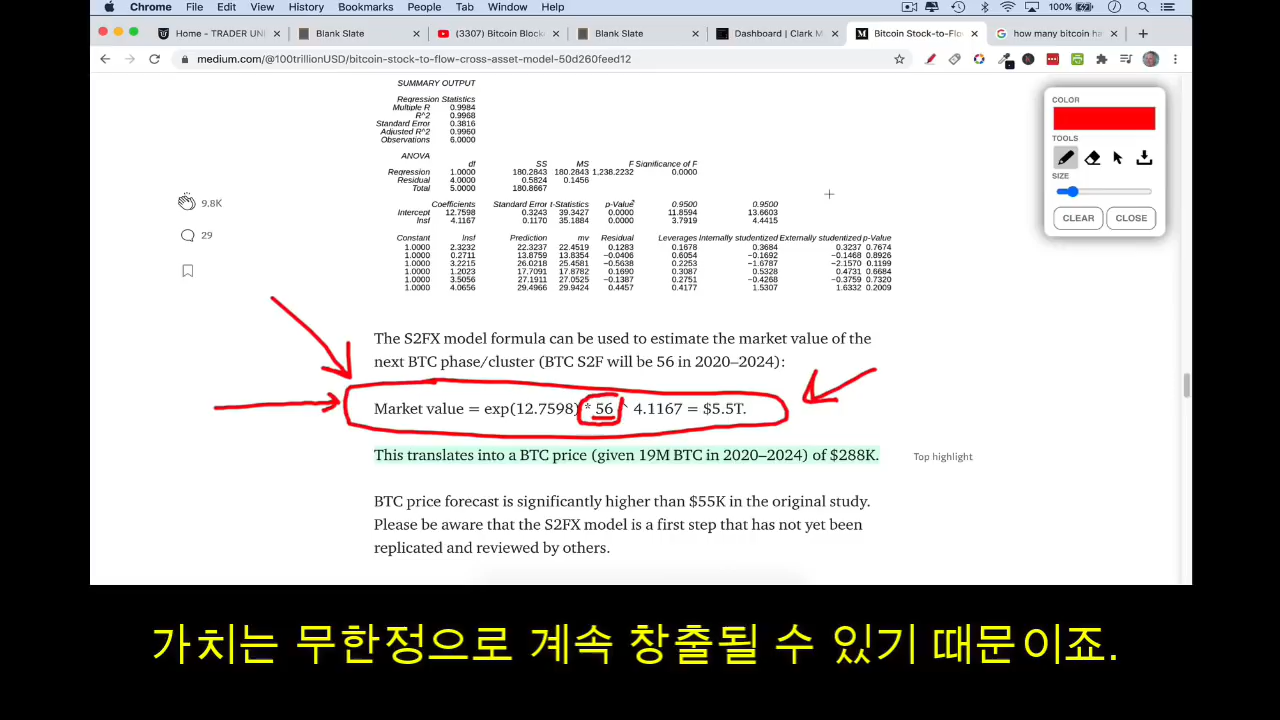 Chrome File Edit View History Bookmarks People Tab Window Help 100%
Home - TRADER UNI Blank Slate (3307) Bitcoin Block Blank Slate Dashboard | Clark M Bitcoin Stock-to-Flo how many bitcoin ha
medium.com/@100trillionUSD/bitcoin-stock-to-flow-cross-asset-model-50d260feed12
SUMMARY OUTPUT
Regression Statistics
Multiple R 0.9984
R^2 0.9968
Standard Error 0.3816
Adjusted R^2 0.9960
Observations 6.0000
ANOVA
df SS MS F Significance of F
Regression 1.0000 180.2843 180.2843 1,238.2232 0.0000
Residual 4.0000 0.5824 0.1456
Total 5.0000 180.8667
Coefficients Standard Error t-Statistics p-Value 0.9500 0.9500
Intercept 12.7598 0.3243 39.3427 0.0000 11.8594 13.6603
lnsf 4.1167 0.1170 35.1884 0.0000 3.7919 4.4415
Constant lnsf Prediction mv Residual Leverages Internally studentized Externally studentized p-Value
1.0000 2.3232 22.3237 22.4519 0.1283 0.1678 0.3684 0.3237 0.7674
1.0000 0.2711 13.8759 13.8354 −0.0406 0.6054 −0.1692 −0.1468 0.8926
1.0000 3.2215 26.0218 25.4581 −0.5638 0.2253 −1.6787 −2.1570 0.1199
1.0000 1.2023 17.7091 17.8782 0.1690 0.3087 0.5328 0.4731 0.6684
1.0000 3.5056 27.1911 27.0525 −0.1387 0.2751 −0.4268 −0.3759 0.7320
1.0000 4.0656 29.4966 29.9424 0.4457 0.4177 1.5307 1.6332 0.2009
9.8K
29
COLOR
TOOLS
SIZE
CLEAR CLOSE
The S2FX model formula can be used to estimate the market value of the
next BTC phase/cluster (BTC S2F will be 56 in 2020–2024):
Market value = exp(12.7598) * 56 ^ 4.1167 = $5.5T.
This translates into a BTC price (given 19M BTC in 2020–2024) of $288K.
Top highlight
BTC price forecast is significantly higher than $55K in the original study.
Please be aware that the S2FX model is a first step that has not yet been
replicated and reviewed by others.
가치는 무한정으로 계속 창출될 수 있기 때문이죠.